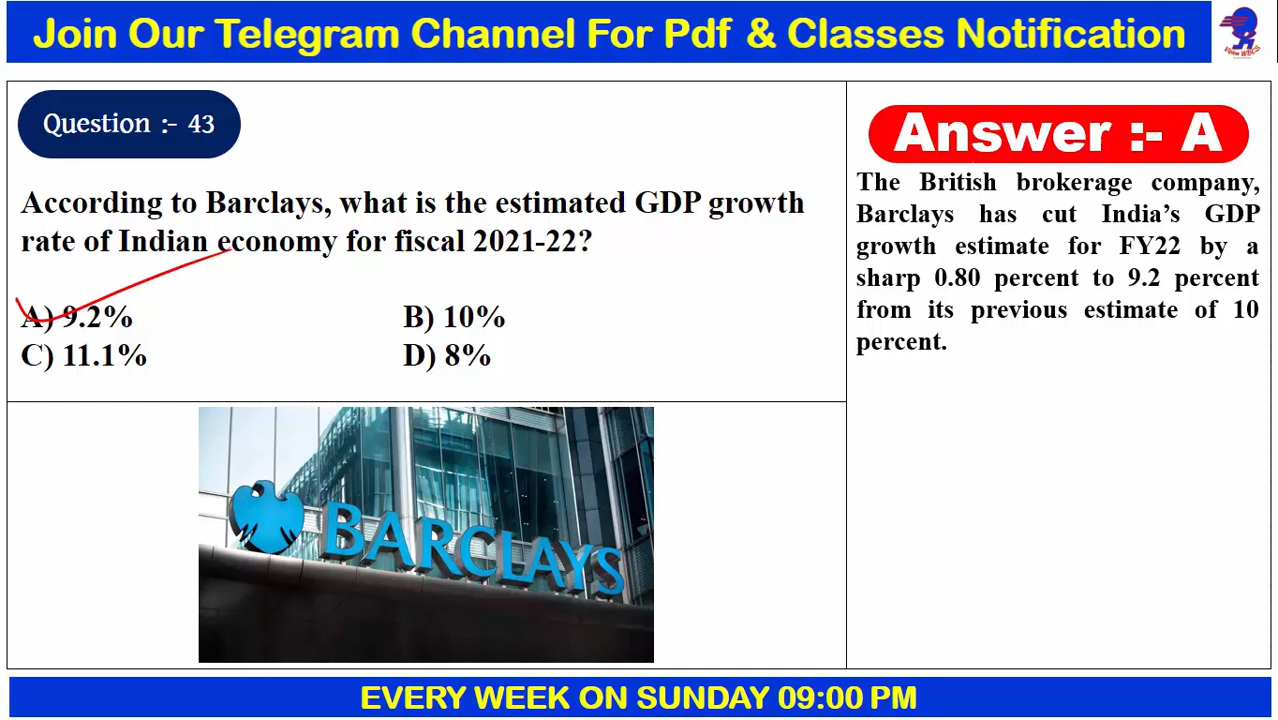 Join Our Telegram Channel For Pdf & Classes Notification
Question :- 43
According to Barclays, what is the estimated GDP growth
rate of Indian economy for fiscal 2021-22?
A) 9.2%
B) 10%
C) 11.1%
D) 8%
Answer :- A
The British brokerage company,
Barclays has cut India’s GDP
growth estimate for FY22 by a
sharp 0.80 percent to 9.2 percent
from its previous estimate of 10
percent.
BARCLAYS
EVERY WEEK ON SUNDAY 09:00 PM